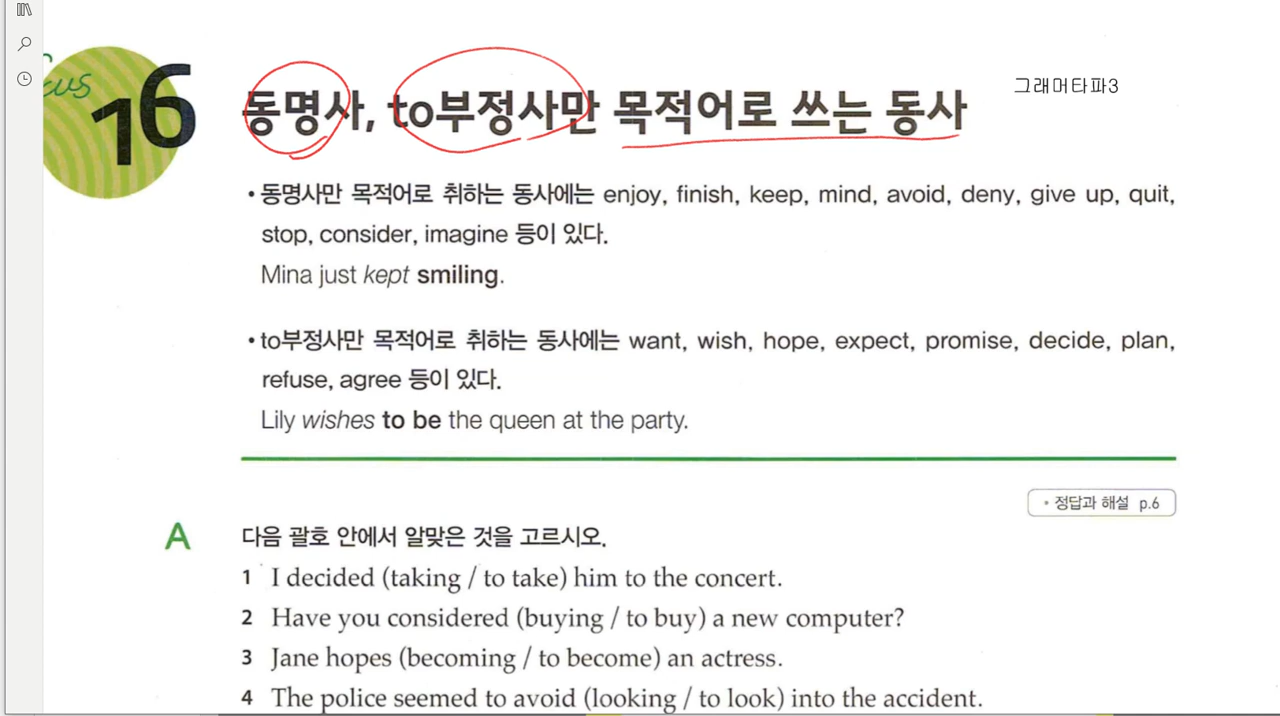 그래머타파3
16
동명사, to부정사만 목적어로 쓰는 동사
• 동명사만 목적어로 취하는 동사에는 enjoy, finish, keep, mind, avoid, deny, give up, quit,
stop, consider, imagine 등이 있다.
Mina just kept smiling.
• to부정사만 목적어로 취하는 동사에는 want, wish, hope, expect, promise, decide, plan,
refuse, agree 등이 있다.
Lily wishes to be the queen at the party.
• 정답과 해설 p.6
A 다음 괄호 안에서 알맞은 것을 고르시오.
1 I decided (taking / to take) him to the concert.
2 Have you considered (buying / to buy) a new computer?
3 Jane hopes (becoming / to become) an actress.
4 The police seemed to avoid (looking / to look) into the accident.